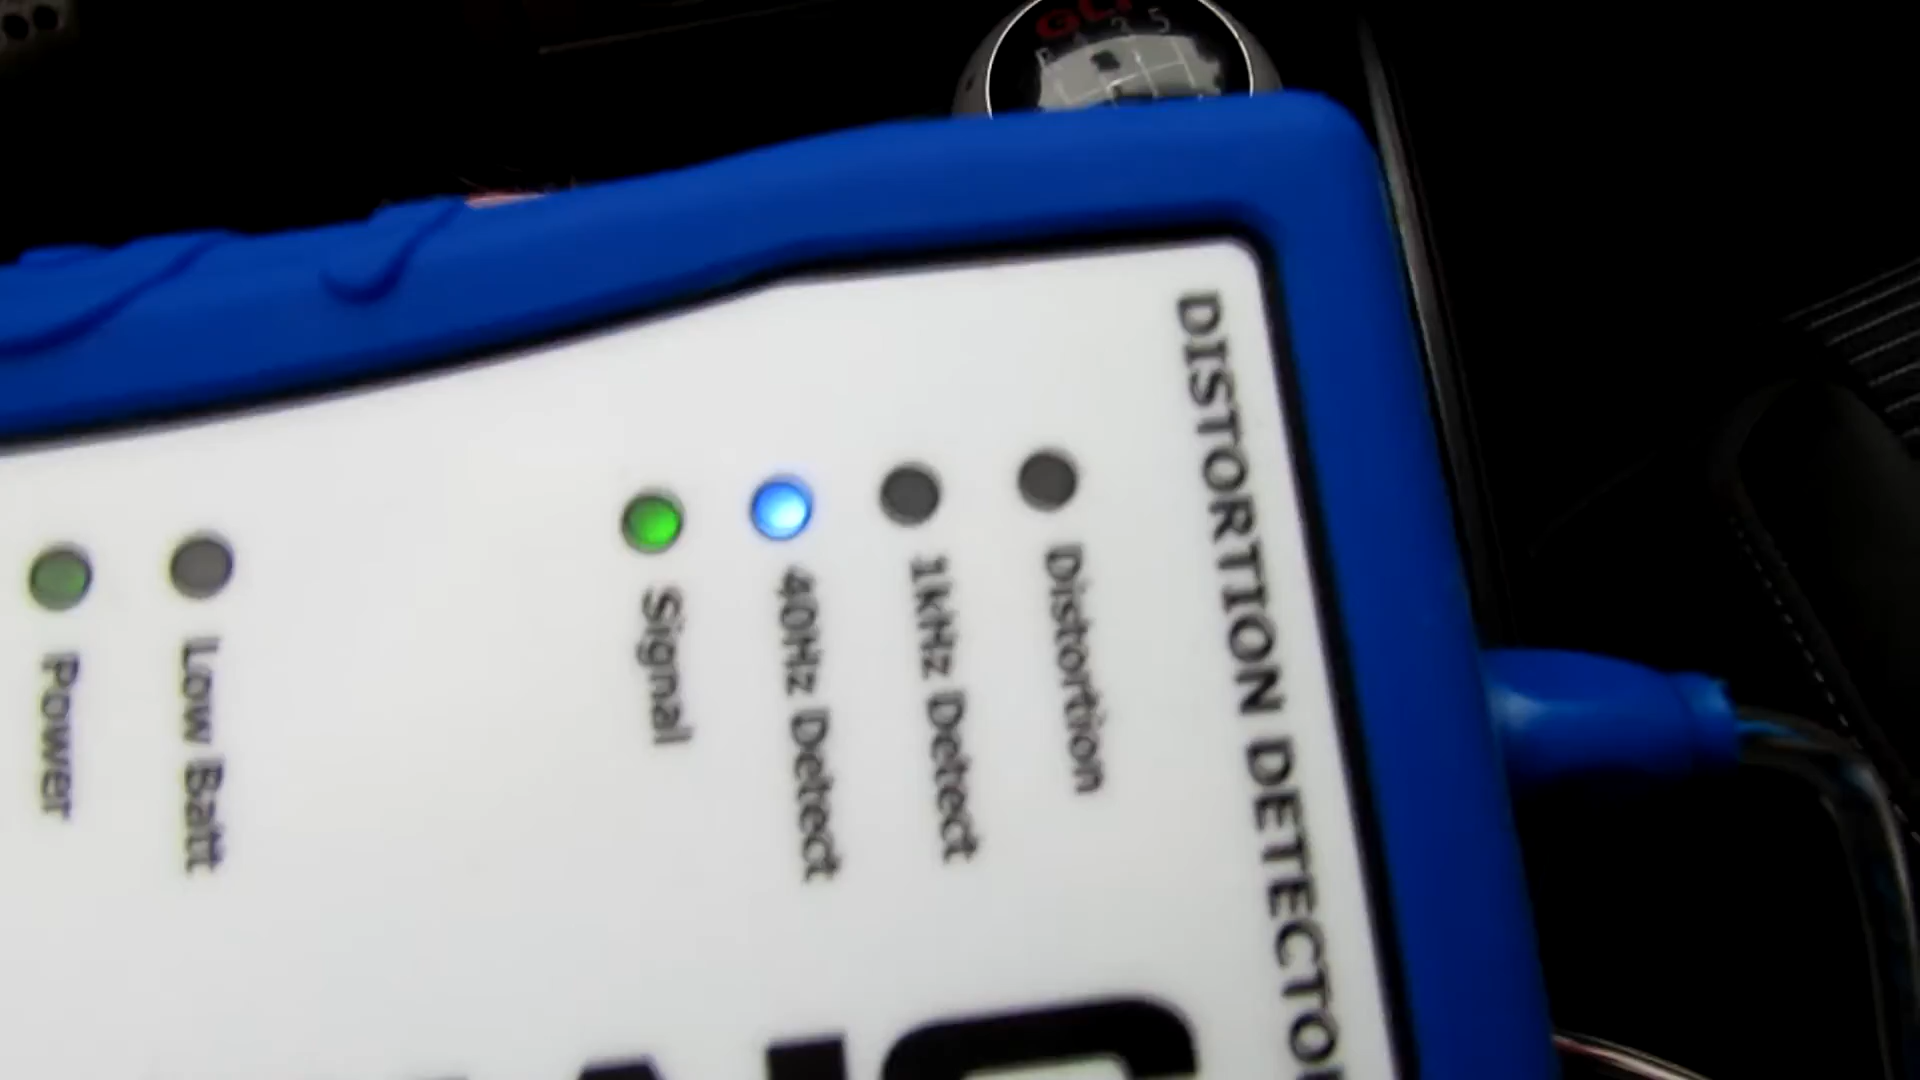 DISTORTION DETECTOR
Distortion
1kHz Detect
40Hz Detect
Signal
Low Batt
Power